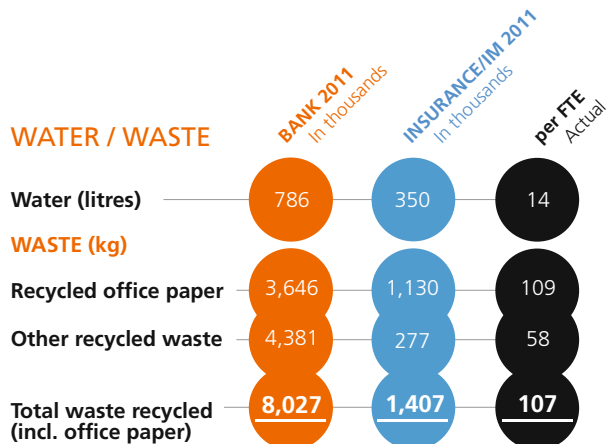 BANK 2011
In thousands
INSURANCE/IM 2011
In thousands
per FTE
Actual
WATER / WASTE
Water (litres) 786 350 14
WASTE (kg)
Recycled office paper 3,646 1,130 109
Other recycled waste 4,381 277 58
Total waste recycled 8,027 1,407 107
(incl. office paper)